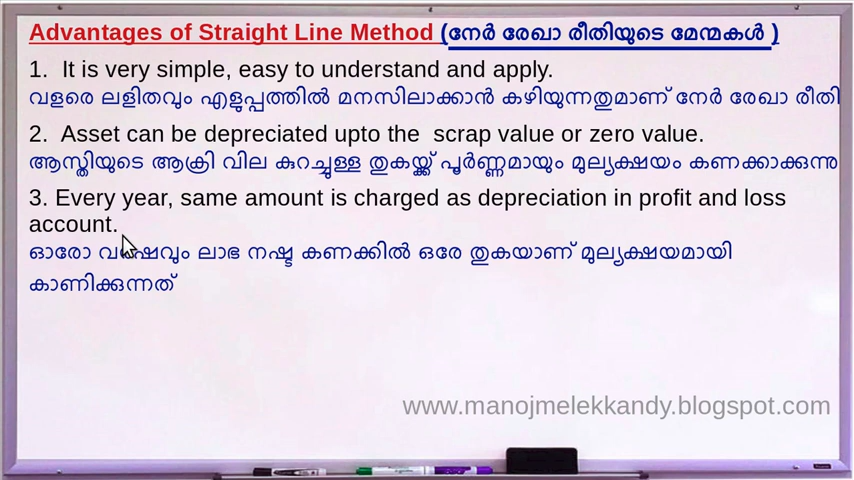 Advantages of Straight Line Method (നേർ രേഖാ രീതിയുടെ മേന്മകൾ )
1. It is very simple, easy to understand and apply.
വളരെ ലളിതവും എളുപ്പത്തിൽ മനസിലാക്കാൻ കഴിയുന്നതുമാണ് നേർ രേഖാ രീതി
2. Asset can be depreciated upto the scrap value or zero value.
ആസ്തിയുടെ ആക്രി വില കുറച്ചുള്ള തുകയ്ക്ക് പൂർണ്ണമായും മുല്യക്ഷയം കണക്കാക്കുന്നു
3. Every year, same amount is charged as depreciation in profit and loss
account.
ഓരോ ലാഭ നഷ്ട കണക്കിൽ ഒരേ തുകയാണ് മുല്യക്ഷയമായി
കാണിക്കുന്നത്
www.manojmelekkandy.blogspot.com